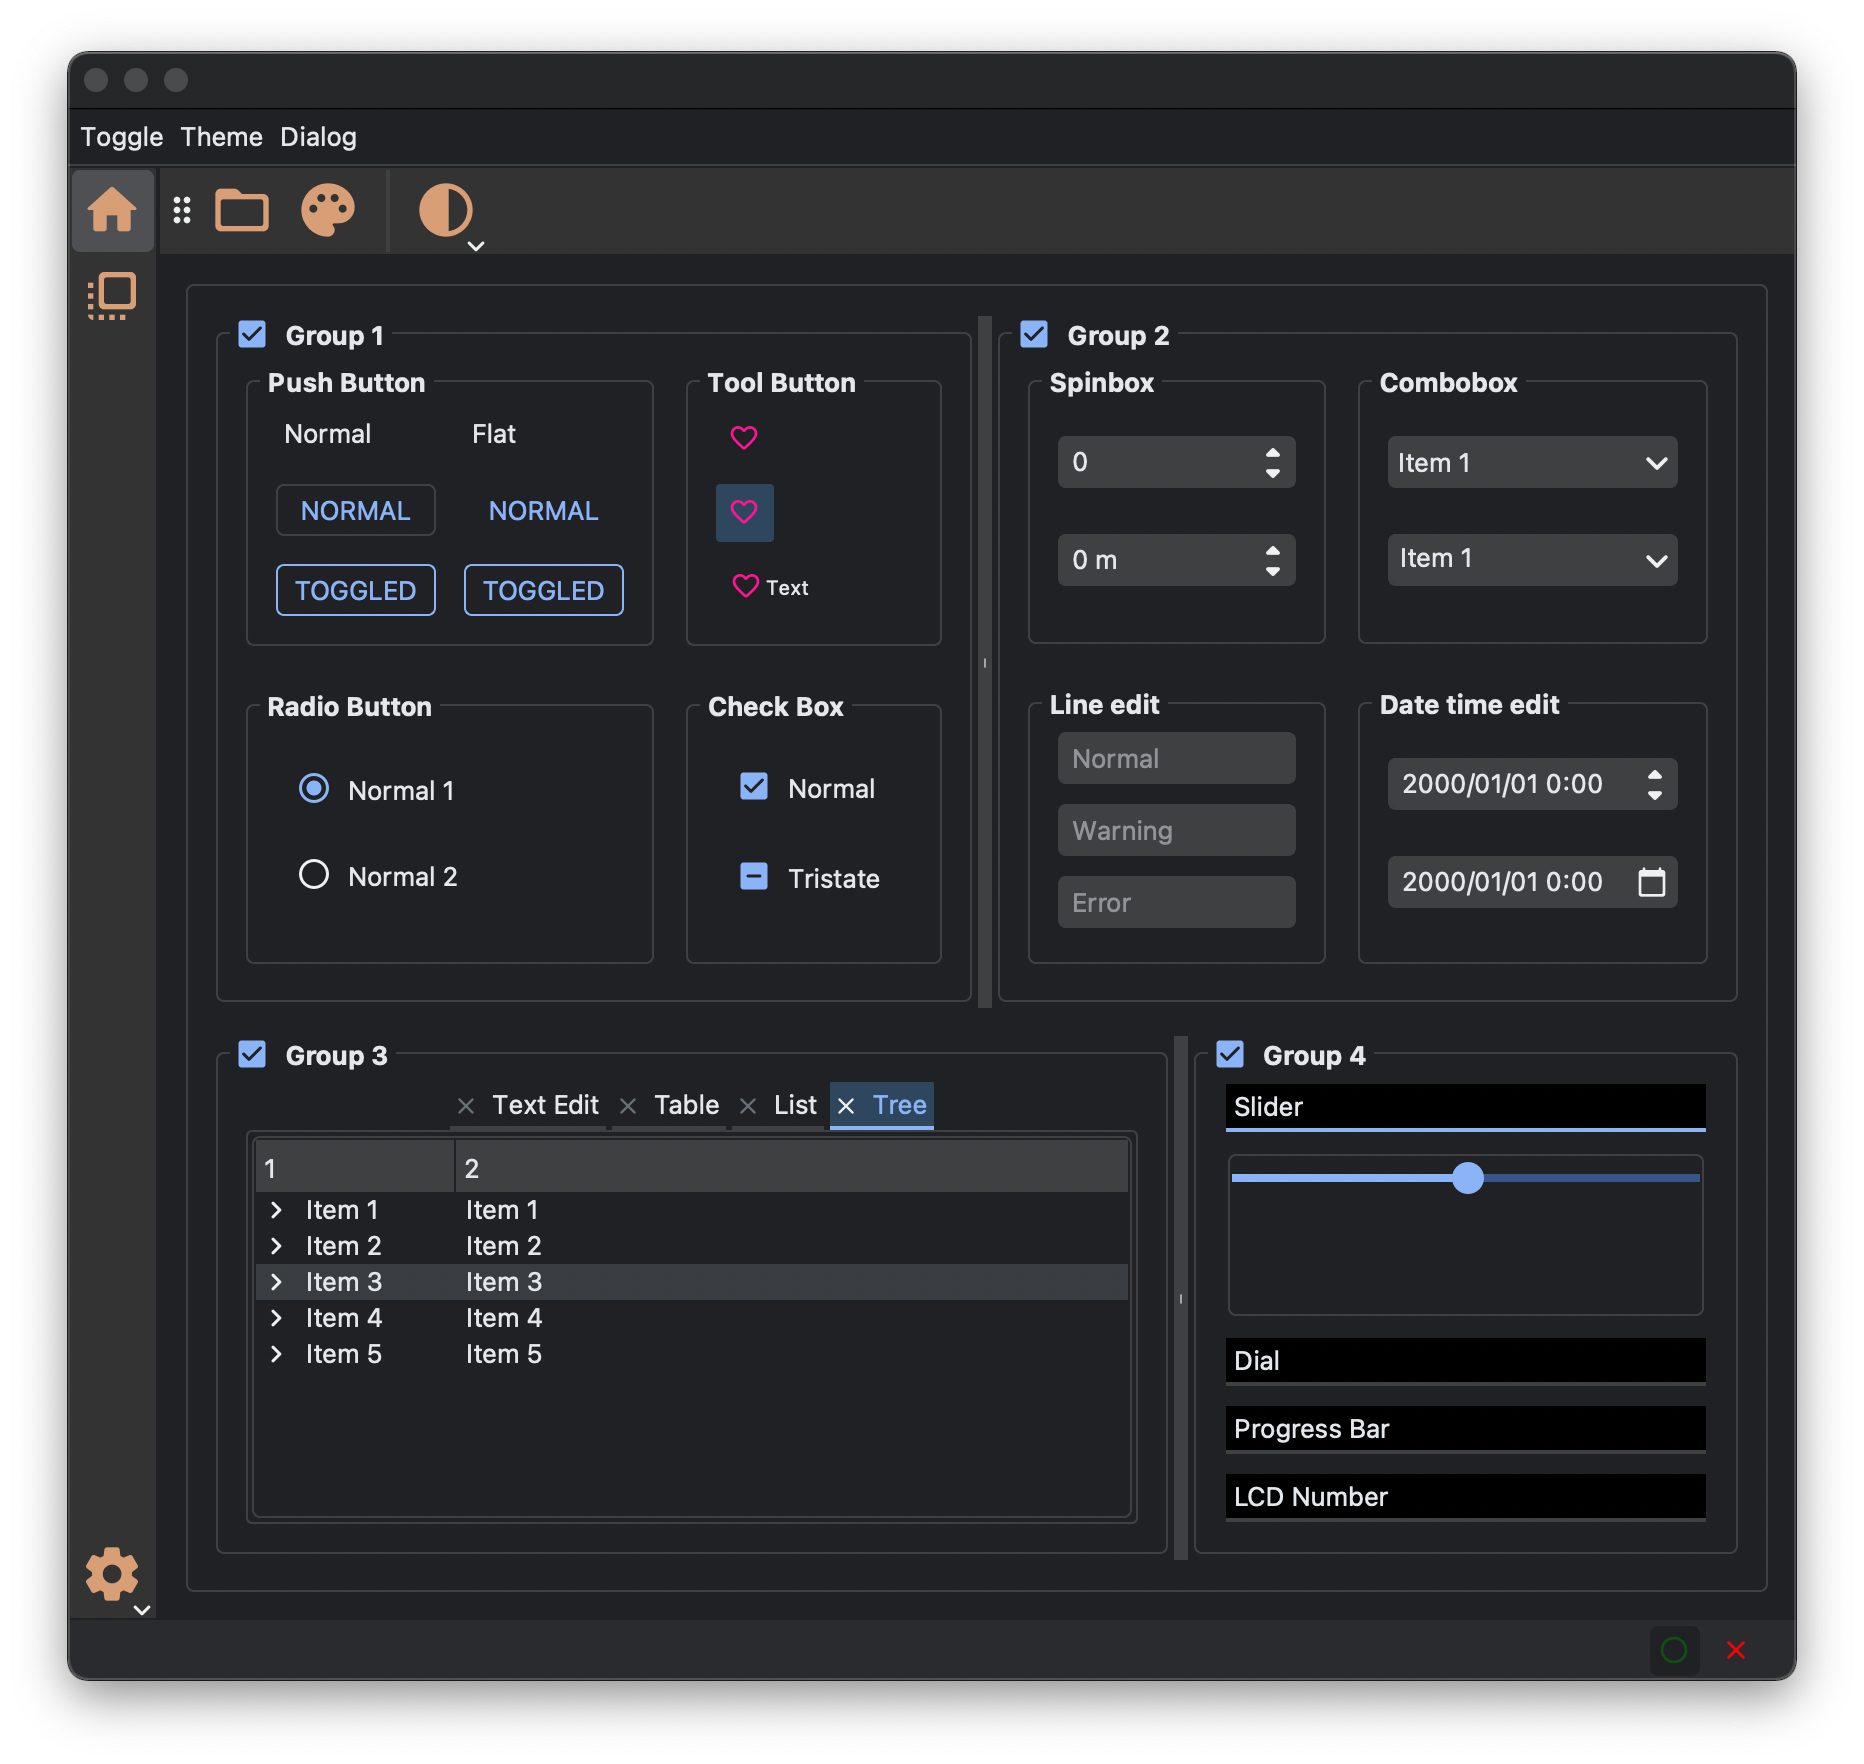 Toggle Theme Dialog
Group 1
Push Button
Normal Flat
NORMAL NORMAL
TOGGLED TOGGLED
Tool Button
Text
Radio Button
Normal 1
Normal 2
Check Box
Normal
Tristate
Group 2
Spinbox
0
0 m
Combobox
Item 1
Item 1
Line edit
Normal
Warning
Error
Date time edit
2000/01/01 0:00
2000/01/01 0:00
Group 3
Text Edit Table List Tree
1 2
Item 1 Item 1
Item 2 Item 2
Item 3 Item 3
Item 4 Item 4
Item 5 Item 5
Group 4
Slider
Dial
Progress Bar
LCD Number